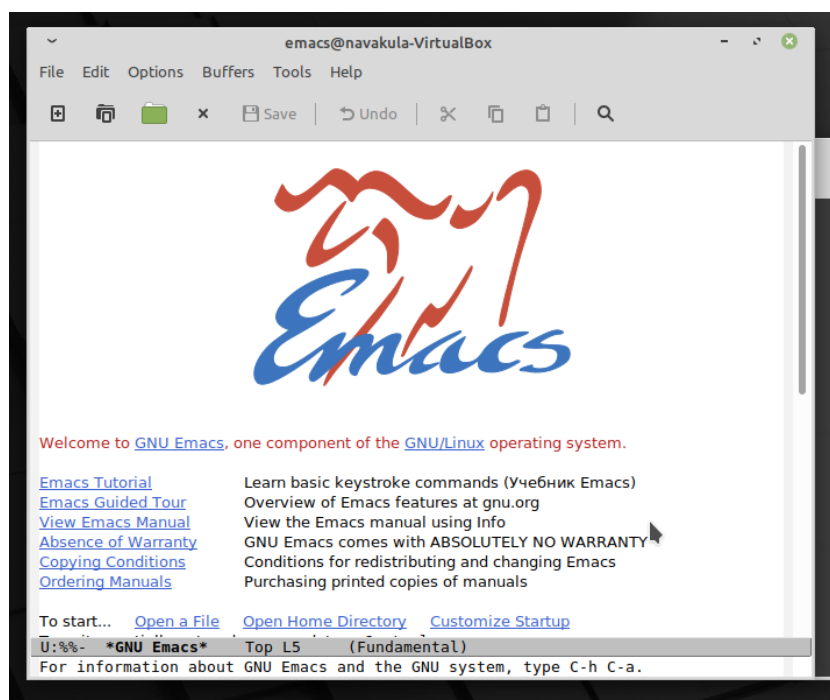 emacs@navakula-VirtualBox
File Edit Options Buffers Tools Help
Save Undo
Emacs
Welcome to GNU Emacs, one component of the GNU/Linux operating system.
Emacs Tutorial Learn basic keystroke commands (Учебник Emacs)
Emacs Guided Tour Overview of Emacs features at gnu.org
View Emacs Manual View the Emacs manual using Info
Absence of Warranty GNU Emacs comes with ABSOLUTELY NO WARRANTY
Copying Conditions Conditions for redistributing and changing Emacs
Ordering Manuals Purchasing printed copies of manuals
To start... Open a File Open Home Directory Customize Startup
U:%%- *GNU Emacs* Top L5 (Fundamental)
For information about GNU Emacs and the GNU system, type C-h C-a.